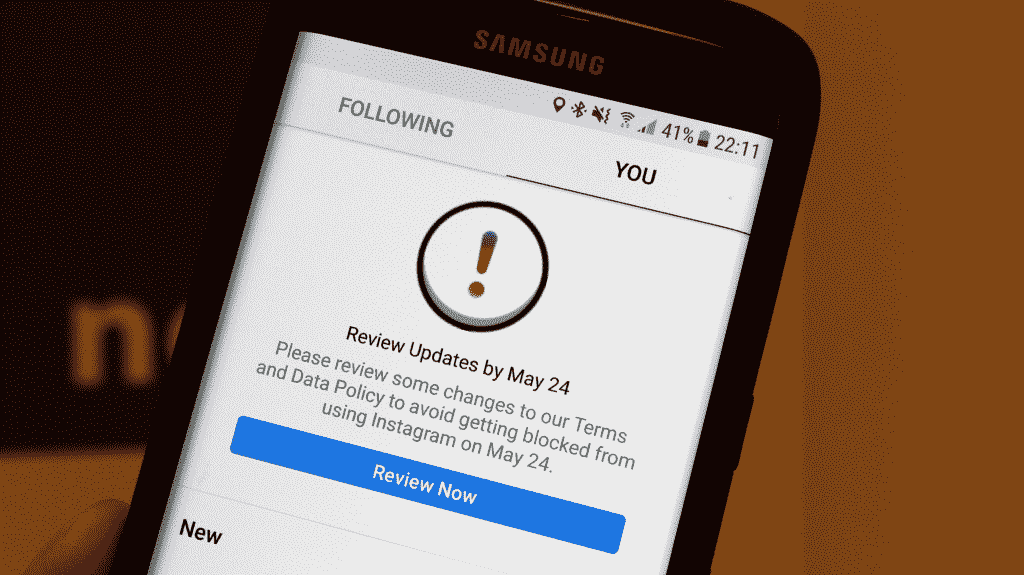 SAMSUNG
41% 22:11
FOLLOWING
YOU
Review Updates by May 24
Please review some changes to our Terms
and Data Policy to avoid getting blocked from
using Instagram on May 24.
Review Now
New